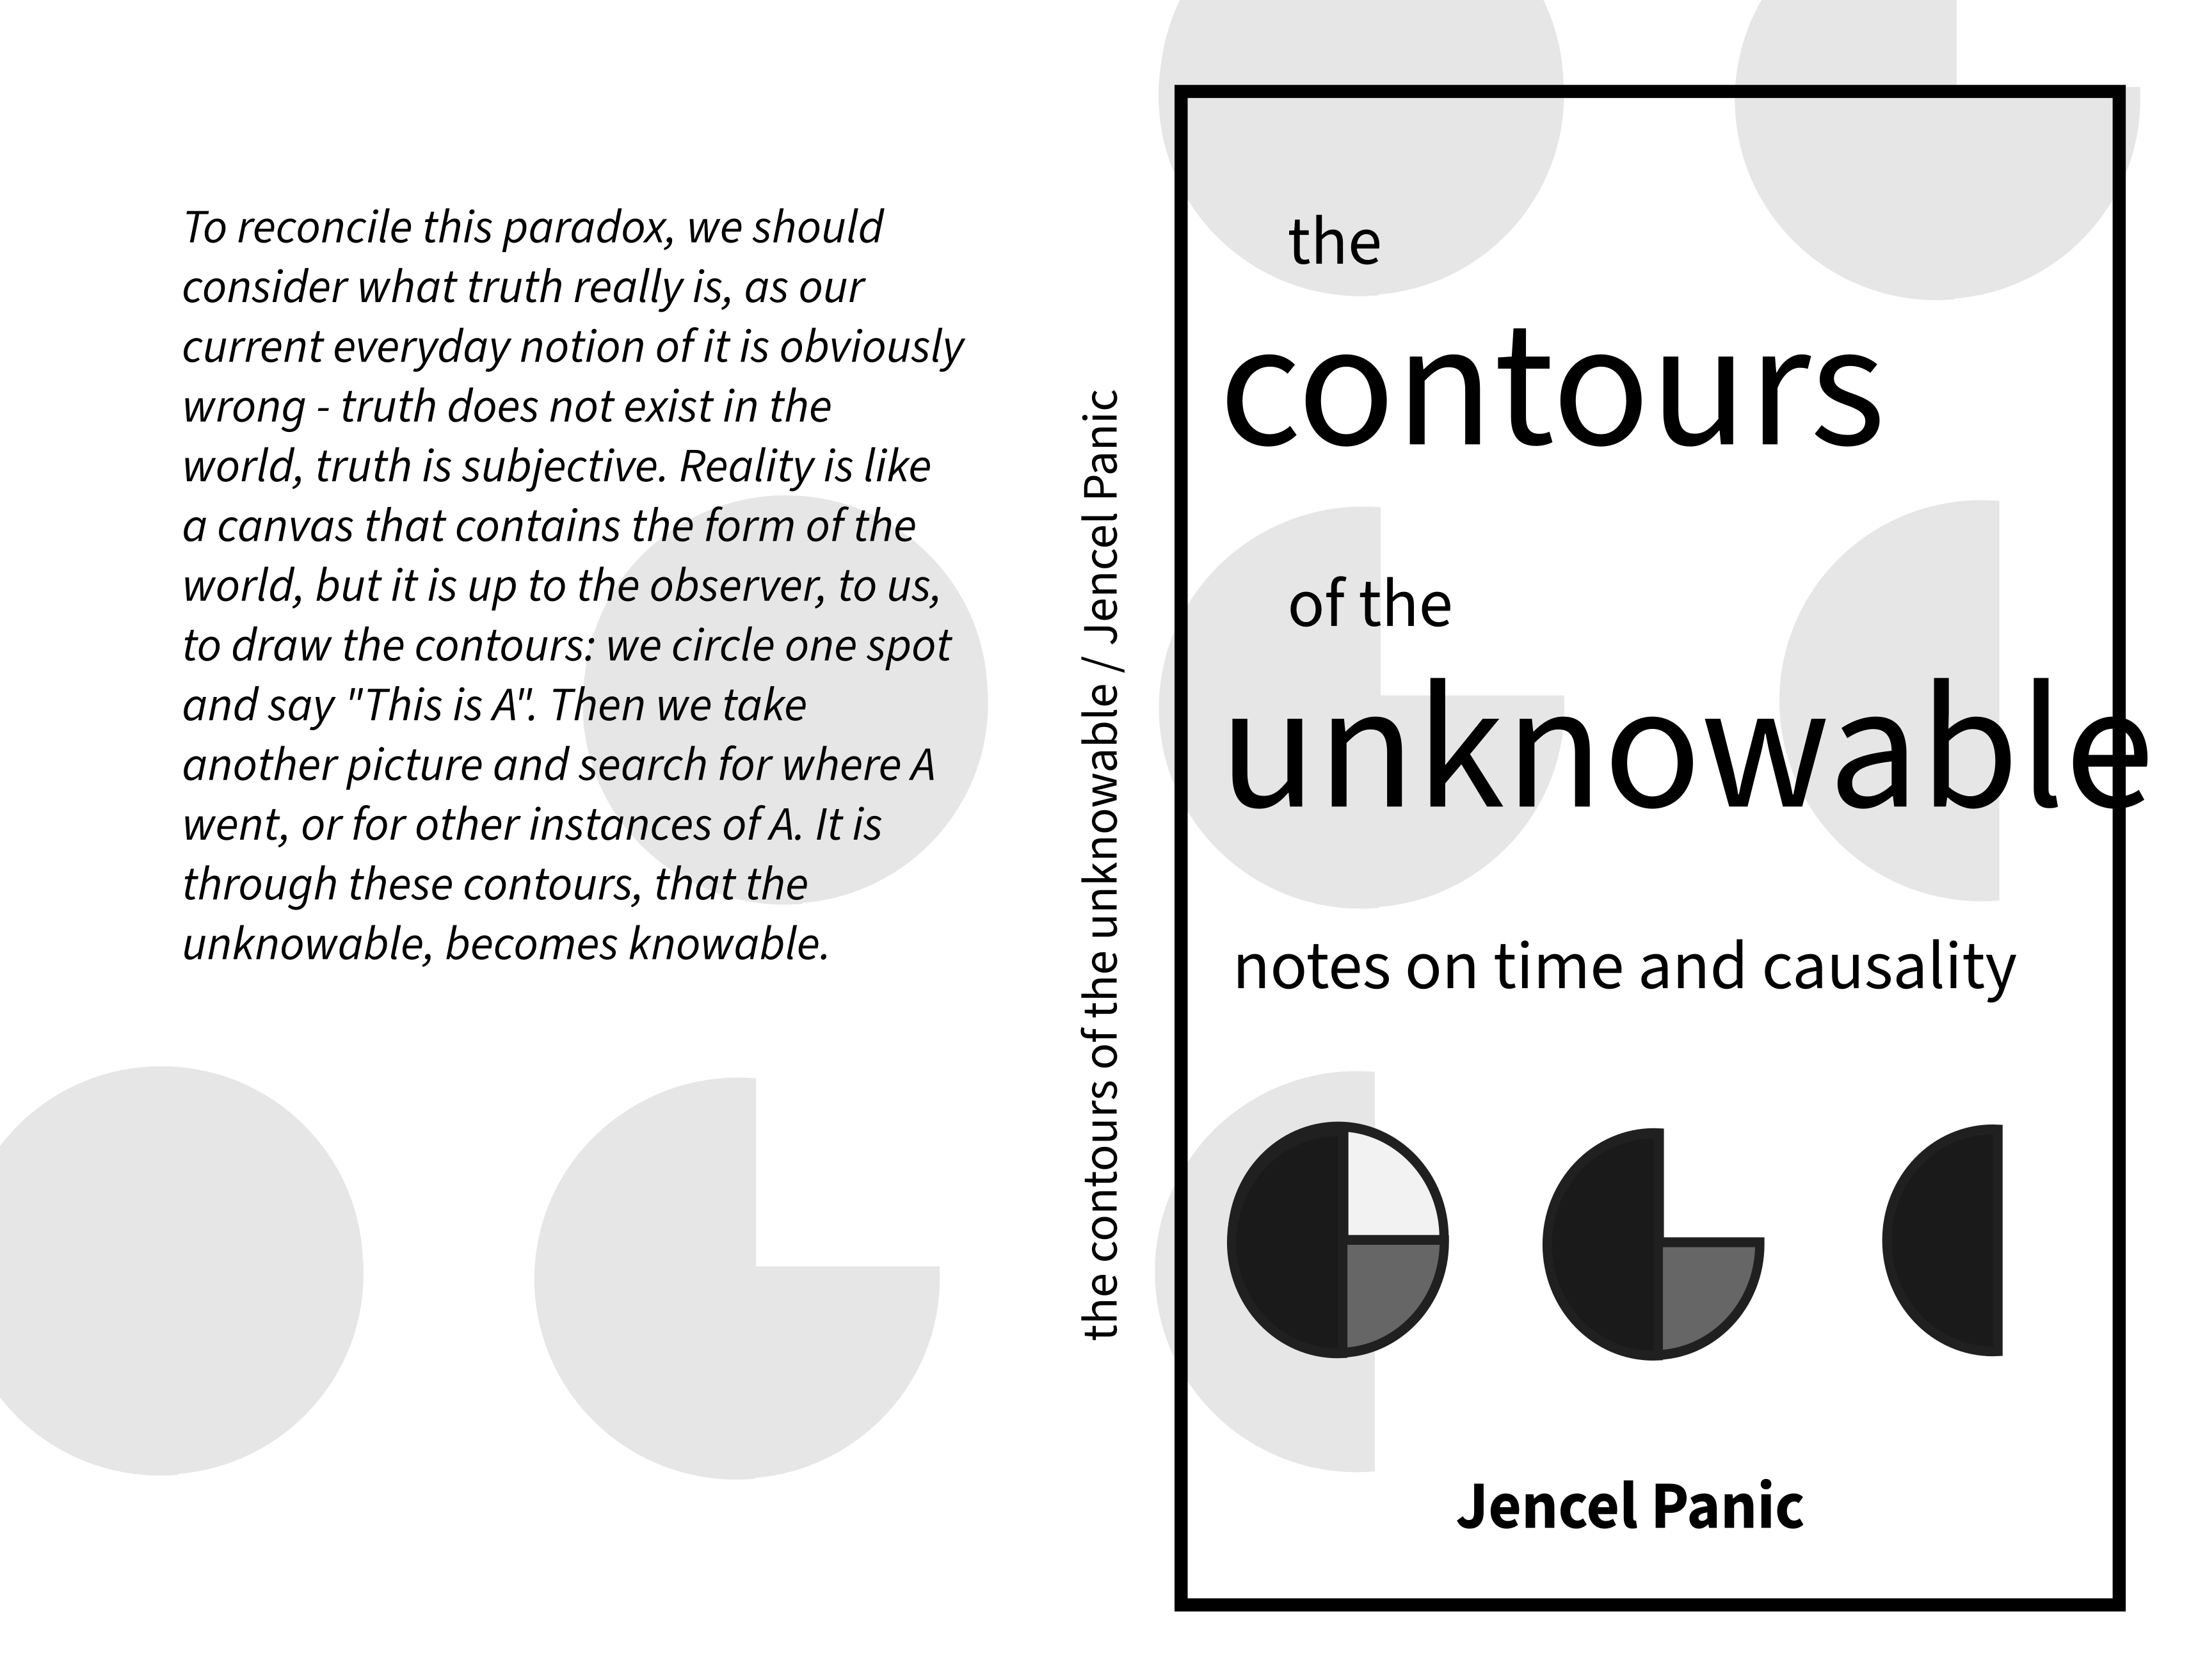 To reconcile this paradox, we should
consider what truth really is, as our
current everyday notion of it is obviously
wrong - truth does not exist in the
world, truth is subjective. Reality is like
a canvas that contains the form of the
world, but it is up to the observer, to us,
to draw the contours: we circle one spot
and say "This is A". Then we take
another picture and search for where A
went, or for other instances of A. It is
through these contours, that the
unknowable, becomes knowable.
the contours of the unknowable / Jencel Panic
the
contours
of the
unknowable
notes on time and causality
Jencel Panic